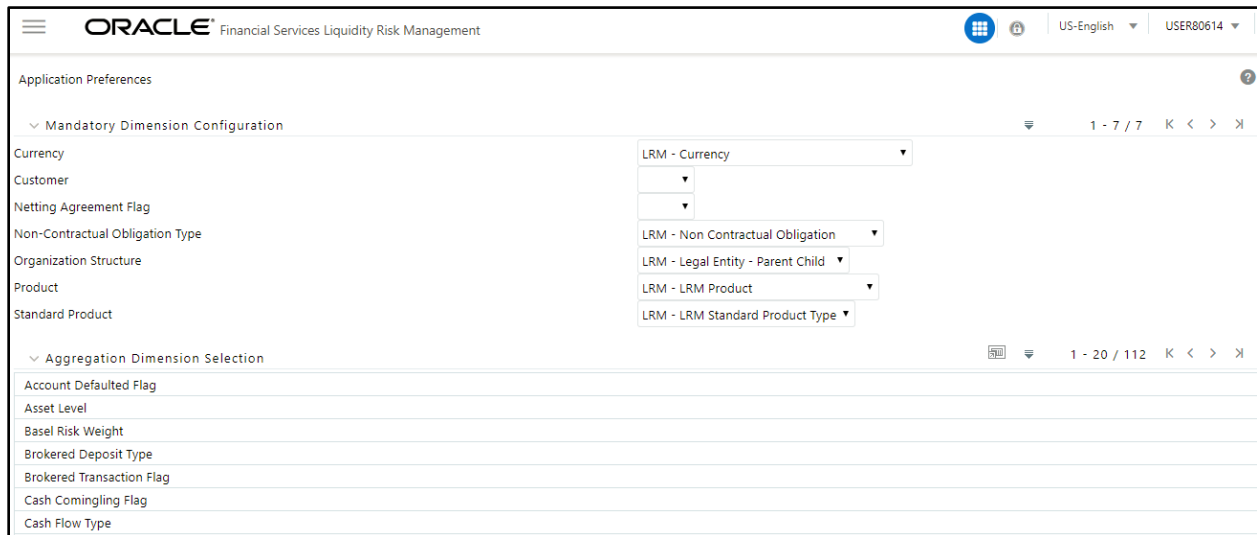 ORACLE® Financial Services Liquidity Risk Management US-English USER80614
Application Preferences
Mandatory Dimension Configuration 1 - 7 / 7
Currency LRM - Currency
Customer
Netting Agreement Flag
Non-Contractual Obligation Type LRM - Non Contractual Obligation
Organization Structure LRM - Legal Entity - Parent Child
Product LRM - LRM Product
Standard Product LRM - LRM Standard Product Type
Aggregation Dimension Selection 1 - 20 / 112
Account Defaulted Flag
Asset Level
Basel Risk Weight
Brokered Deposit Type
Brokered Transaction Flag
Cash Comingling Flag
Cash Flow Type